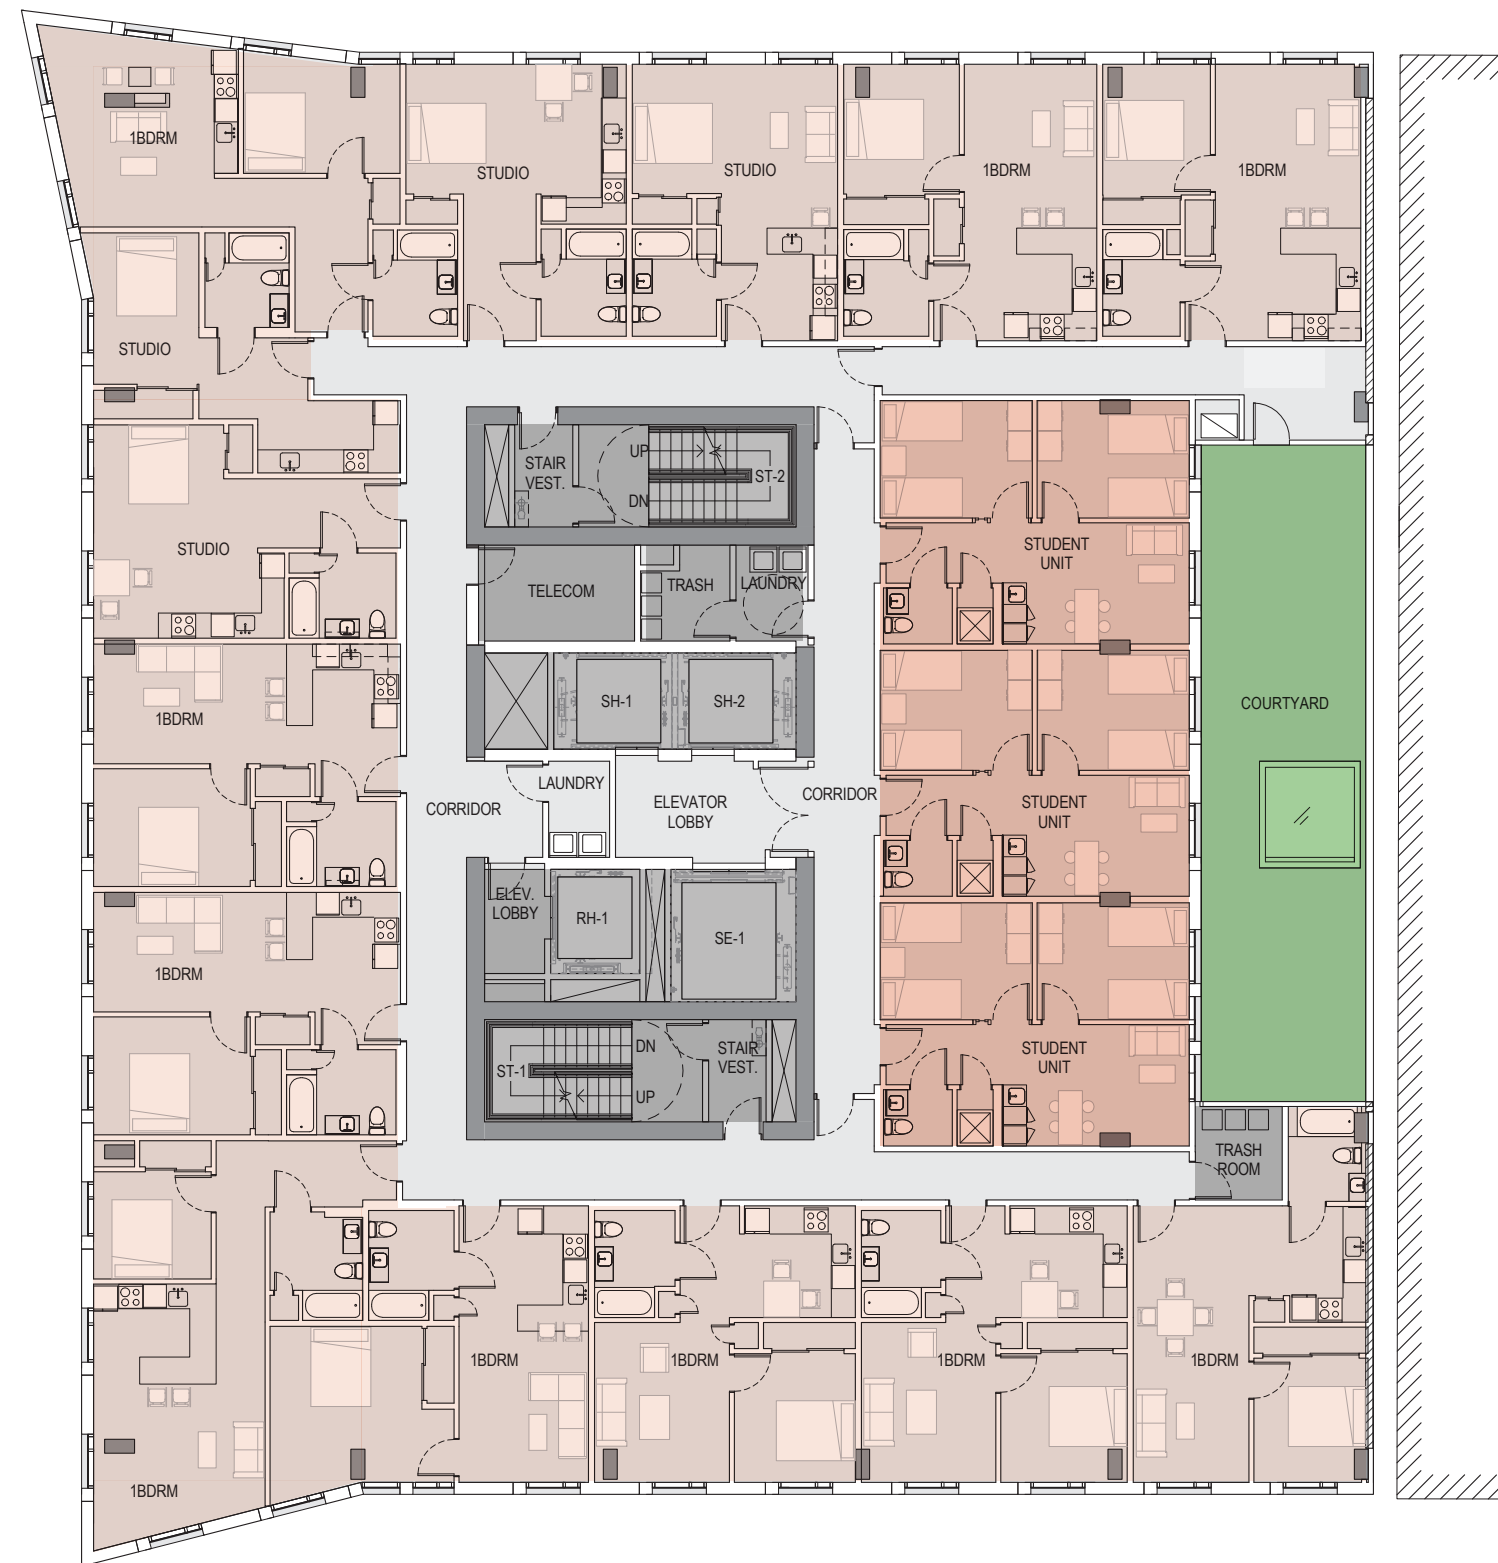 1BDRM
STUDIO
STUDIO
1BDRM
1BDRM
STUDIO
STAIR
VEST.
UP
DN
ST-2
STUDIO
TELECOM
TRASH
LAUNDRY
STUDENT
UNIT
1BDRM
SH-1
SH-2
COURTYARD
CORRIDOR
LAUNDRY
ELEVATOR
LOBBY
CORRIDOR
STUDENT
UNIT
ELEV.
LOBBY
RH-1
SE-1
1BDRM
ST-1
DN
UP
STAIR
VEST.
STUDENT
UNIT
TRASH
ROOM
1BDRM
1BDRM
1BDRM
1BDRM
1BDRM